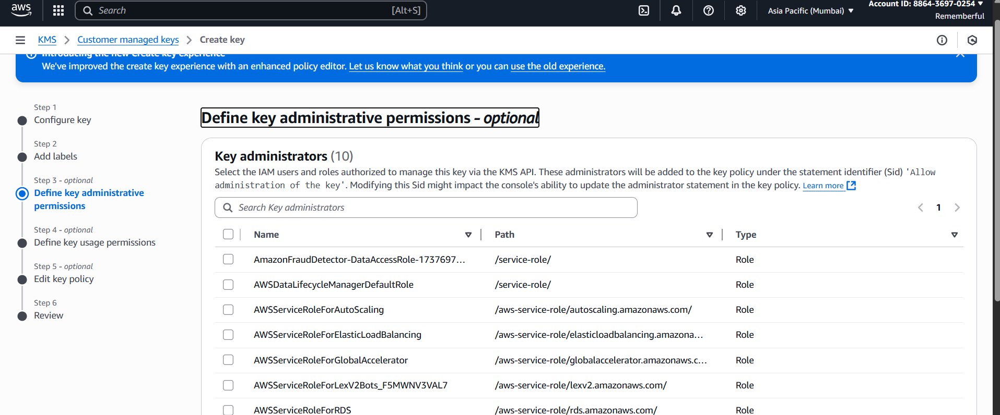 aws
Search [Alt+S]
Asia Pacific (Mumbai)
Account ID: 8864-3697-0254
Rememberful
KMS
Customer managed keys
Create key
Introducing the new Create key experience
We've improved the create key experience with an enhanced policy editor. Let us know what you think or you can use the old experience.
Step 1
Configure key
Step 2
Add labels
Step 3 - optional
Define key administrative
permissions
Step 4 - optional
Define key usage permissions
Step 5 - optional
Edit key policy
Step 6
Review
Define key administrative permissions - optional
Key administrators (10)
Select the IAM users and roles authorized to manage this key via the KMS API. These administrators will be added to the key policy under the statement identifier (Sid) 'Allow
administration of the key'. Modifying this Sid might impact the console's ability to update the administrator statement in the key policy. Learn more
Search Key administrators
1
Name Path Type
AmazonFraudDetector-DataAccessRole-1737697... /service-role/ Role
AWSDataLifecycleManagerDefaultRole /service-role/ Role
AWSServiceRoleForAutoScaling /aws-service-role/autoscaling.amazonaws.com/ Role
AWSServiceRoleForElasticLoadBalancing /aws-service-role/elasticloadbalancing.amazona... Role
AWSServiceRoleForGlobalAccelerator /aws-service-role/globalaccelerator.amazonaws.c... Role
AWSServiceRoleForLexV2Bots_F5MWNV3VAL7 /aws-service-role/lexv2.amazonaws.com/ Role
AWSServiceRoleForRDS /aws-service-role/rds.amazonaws.com/ Role